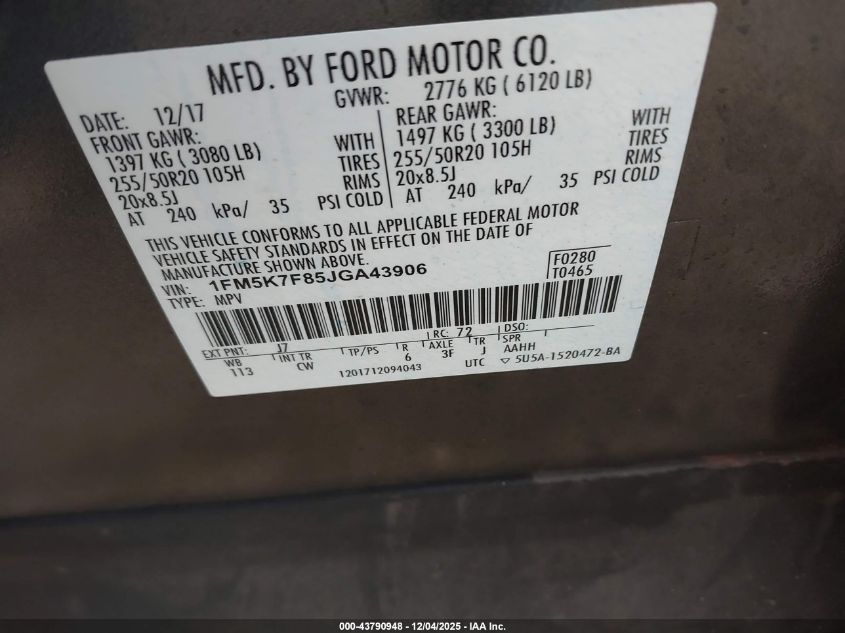 MFD. BY FORD MOTOR CO.
DATE: 12/17 GVWR: 2776 KG ( 6120 LB)
FRONT GAWR: REAR GAWR:
1397 KG ( 3080 LB) WITH 1497 KG ( 3300 LB) WITH
255/50R20 105H TIRES 255/50R20 105H TIRES
20x8.5J RIMS 20x8.5J RIMS
AT 240 kPa/ 35 PSI COLD AT 240 kPa/ 35 PSI COLD
THIS VEHICLE CONFORMS TO ALL APPLICABLE FEDERAL MOTOR
VEHICLE SAFETY STANDARDS IN EFFECT ON THE DATE OF
MANUFACTURE SHOWN ABOVE.
VIN: 1FM5K7F85JGA43906 F0280
TYPE: MPV T0465
EXT PNT: J7 RC: 72 DSO:
WB INT TR TP/PS R AXLE TR SPR
113 CW 6 3F J AAHH
1201712094043 UTC ▽ 5U5A-1520472-BA
000-43790948 - 12/04/2025 - IAA Inc.